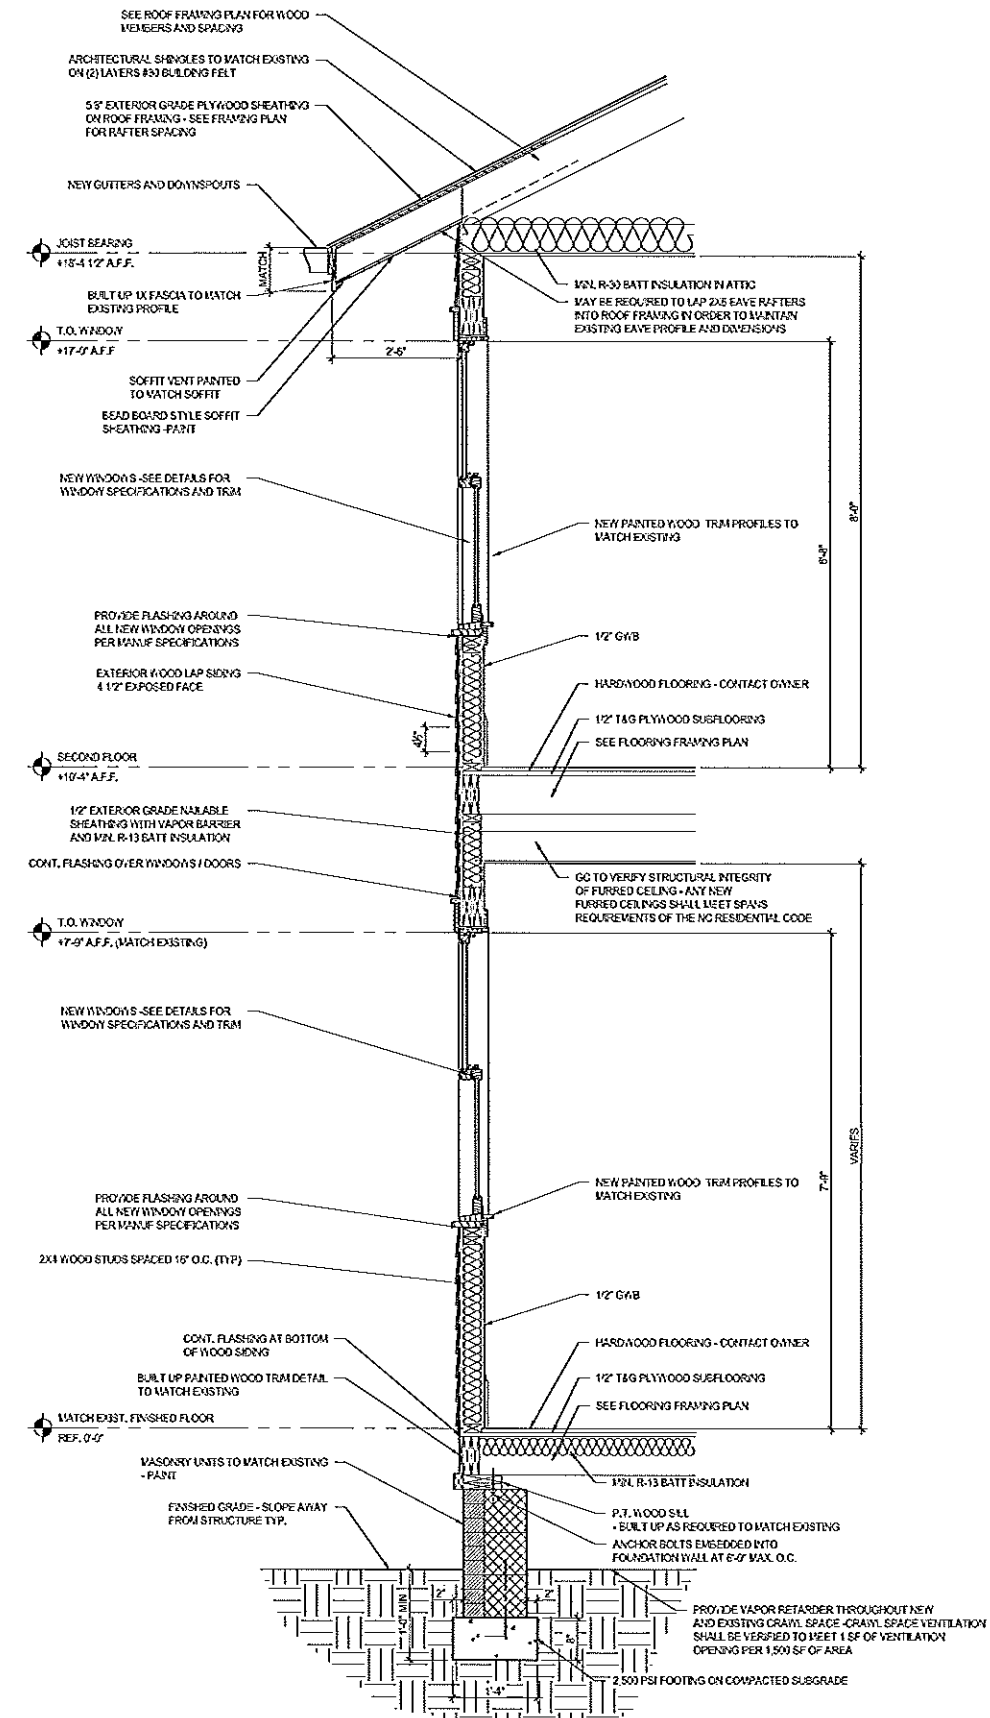 SEE ROOF FRAMING PLAN FOR WOOD
MEMBERS AND SPACING
ARCHITECTURAL SHINGLES TO MATCH EXISTING
ON (2) LAYERS #30 BUILDING FELT
5/8" EXTERIOR GRADE PLYWOOD SHEATHING
ON ROOF FRAMING - SEE FRAMING PLAN
FOR RAFTER SPACING
NEW GUTTERS AND DOWNSPOUTS
JOIST BEARING
+18'-4 1/2" A.F.F.
MATCH
BUILT UP 1X FASCIA TO MATCH
EXISTING PROFILE
MIN. R-30 BATT INSULATION IN ATTIC
MAY BE REQUIRED TO LAP 2X6 EAVE RAFTERS
INTO ROOF FRAMING IN ORDER TO MAINTAIN
EXISTING EAVE PROFILE AND DIMENSIONS
T.O. WINDOW
+17'-0" A.F.F
2'-6"
SOFFIT VENT PAINTED
TO MATCH SOFFIT
BEAD BOARD STYLE SOFFIT
SHEATHING -PAINT
NEW WINDOWS -SEE DETAILS FOR
WINDOW SPECIFICATIONS AND TRIM
NEW PAINTED WOOD TRIM PROFILES TO
MATCH EXISTING
8'-0"
6'-8"
PROVIDE FLASHING AROUND
ALL NEW WINDOW OPENINGS
PER MANUF SPECIFICATIONS
1/2" GWB
EXTERIOR WOOD LAP SIDING
4 1/2" EXPOSED FACE
HARDWOOD FLOORING - CONTACT OWNER
1/2" T&G PLYWOOD SUBFLOORING
SEE FLOORING FRAMING PLAN
4½"
SECOND FLOOR
+10'-4" A.F.F.
1/2" EXTERIOR GRADE NAILABLE
SHEATHING WITH VAPOR BARRIER
AND MIN. R-13 BATT INSULATION
CONT. FLASHING OVER WINDOWS / DOORS
GC TO VERIFY STRUCTURAL INTEGRITY
OF FURRED CEILING - ANY NEW
FURRED CEILINGS SHALL MEET SPANS
REQUIREMENTS OF THE NC RESIDENTIAL CODE
T.O. WINDOW
+7'-9" A.F.F. (MATCH EXISTING)
NEW WINDOWS -SEE DETAILS FOR
WINDOW SPECIFICATIONS AND TRIM
VARIES
7'-9"
NEW PAINTED WOOD TRIM PROFILES TO
MATCH EXISTING
PROVIDE FLASHING AROUND
ALL NEW WINDOW OPENINGS
PER MANUF SPECIFICATIONS
2X4 WOOD STUDS SPACED 16" O.C. (TYP)
1/2" GWB
CONT. FLASHING AT BOTTOM
OF WOOD SIDING
HARDWOOD FLOORING - CONTACT OWNER
BUILT UP PAINTED WOOD TRIM DETAIL
TO MATCH EXISTING
1/2" T&G PLYWOOD SUBFLOORING
SEE FLOORING FRAMING PLAN
MATCH EXIST. FINISHED FLOOR
REF. 0'-0"
MASONRY UNITS TO MATCH EXISTING
- PAINT
MIN. R-13 BATT INSULATION
FINISHED GRADE - SLOPE AWAY
FROM STRUCTURE TYP.
P.T. WOOD SILL
- BUILT UP AS REQUIRED TO MATCH EXISTING
ANCHOR BOLTS EMBEDDED INTO
FOUNDATION WALL AT 6'-0" MAX. O.C.
1'-0" MIN
2"
2"
8"
PROVIDE VAPOR RETARDER THROUGHOUT NEW
AND EXISTING CRAWL SPACE -CRAWL SPACE VENTILATION
SHALL BE VERIFIED TO MEET 1 SF OF VENTILATION
OPENING PER 1,500 SF OF AREA
2,500 PSI FOOTING ON COMPACTED SUBGRADE
1'-4"